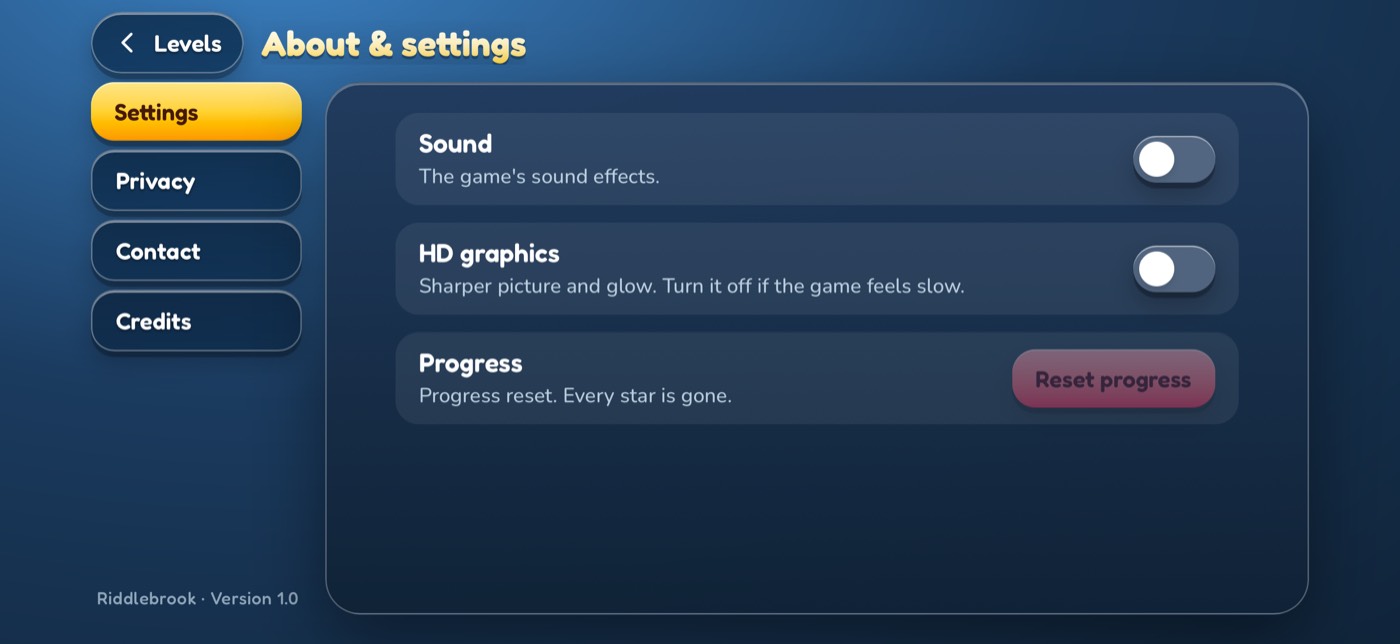 Levels
About & settings
Settings
Privacy
Contact
Credits
Sound
The game's sound effects.
HD graphics
Sharper picture and glow. Turn it off if the game feels slow.
Progress
Progress reset. Every star is gone.
Reset progress
Riddlebrook · Version 1.0